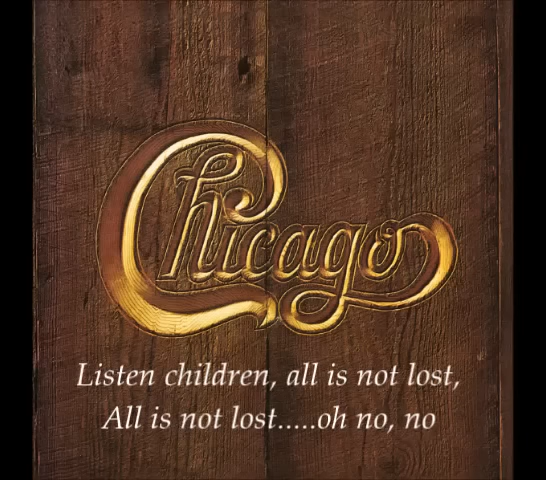 Chicago
Listen children, all is not lost,
All is not lost.....oh no, no